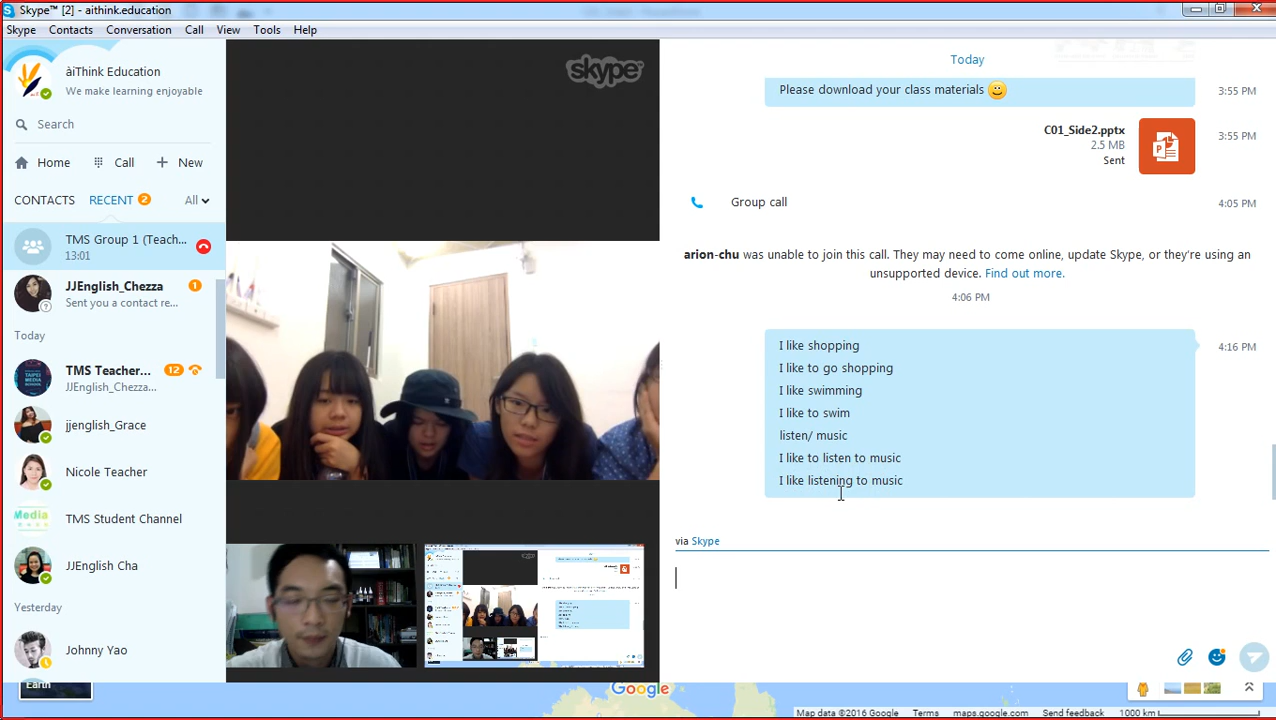 Skype™ [2] - aithink.education
Skype Contacts Conversation Call View Tools Help
àiThink Education
We make learning enjoyable
Search
Home Call New
CONTACTS RECENT 2 All
TMS Group 1 (Teach...
13:01
JJEnglish_Chezza 1
Sent you a contact re...
Today
TMS Teacher... 12
JJEnglish_Chezza...
jjenglish_Grace
Nicole Teacher
Media
TMS Student Channel
JJEnglish Cha
Yesterday
Johnny Yao
Earth
skype
Today
Please download your class materials
3:55 PM
C01_Side2.pptx
2.5 MB
Sent
3:55 PM
Group call
4:05 PM
arion-chu was unable to join this call. They may need to come online, update Skype, or they're using an
unsupported device. Find out more.
4:06 PM
I like shopping
4:16 PM
I like to go shopping
I like swimming
I like to swim
listen/ music
I like to listen to music
I like listening to music
via Skype
Google
Map data ©2016 Google Terms maps.google.com Send feedback 1000 km